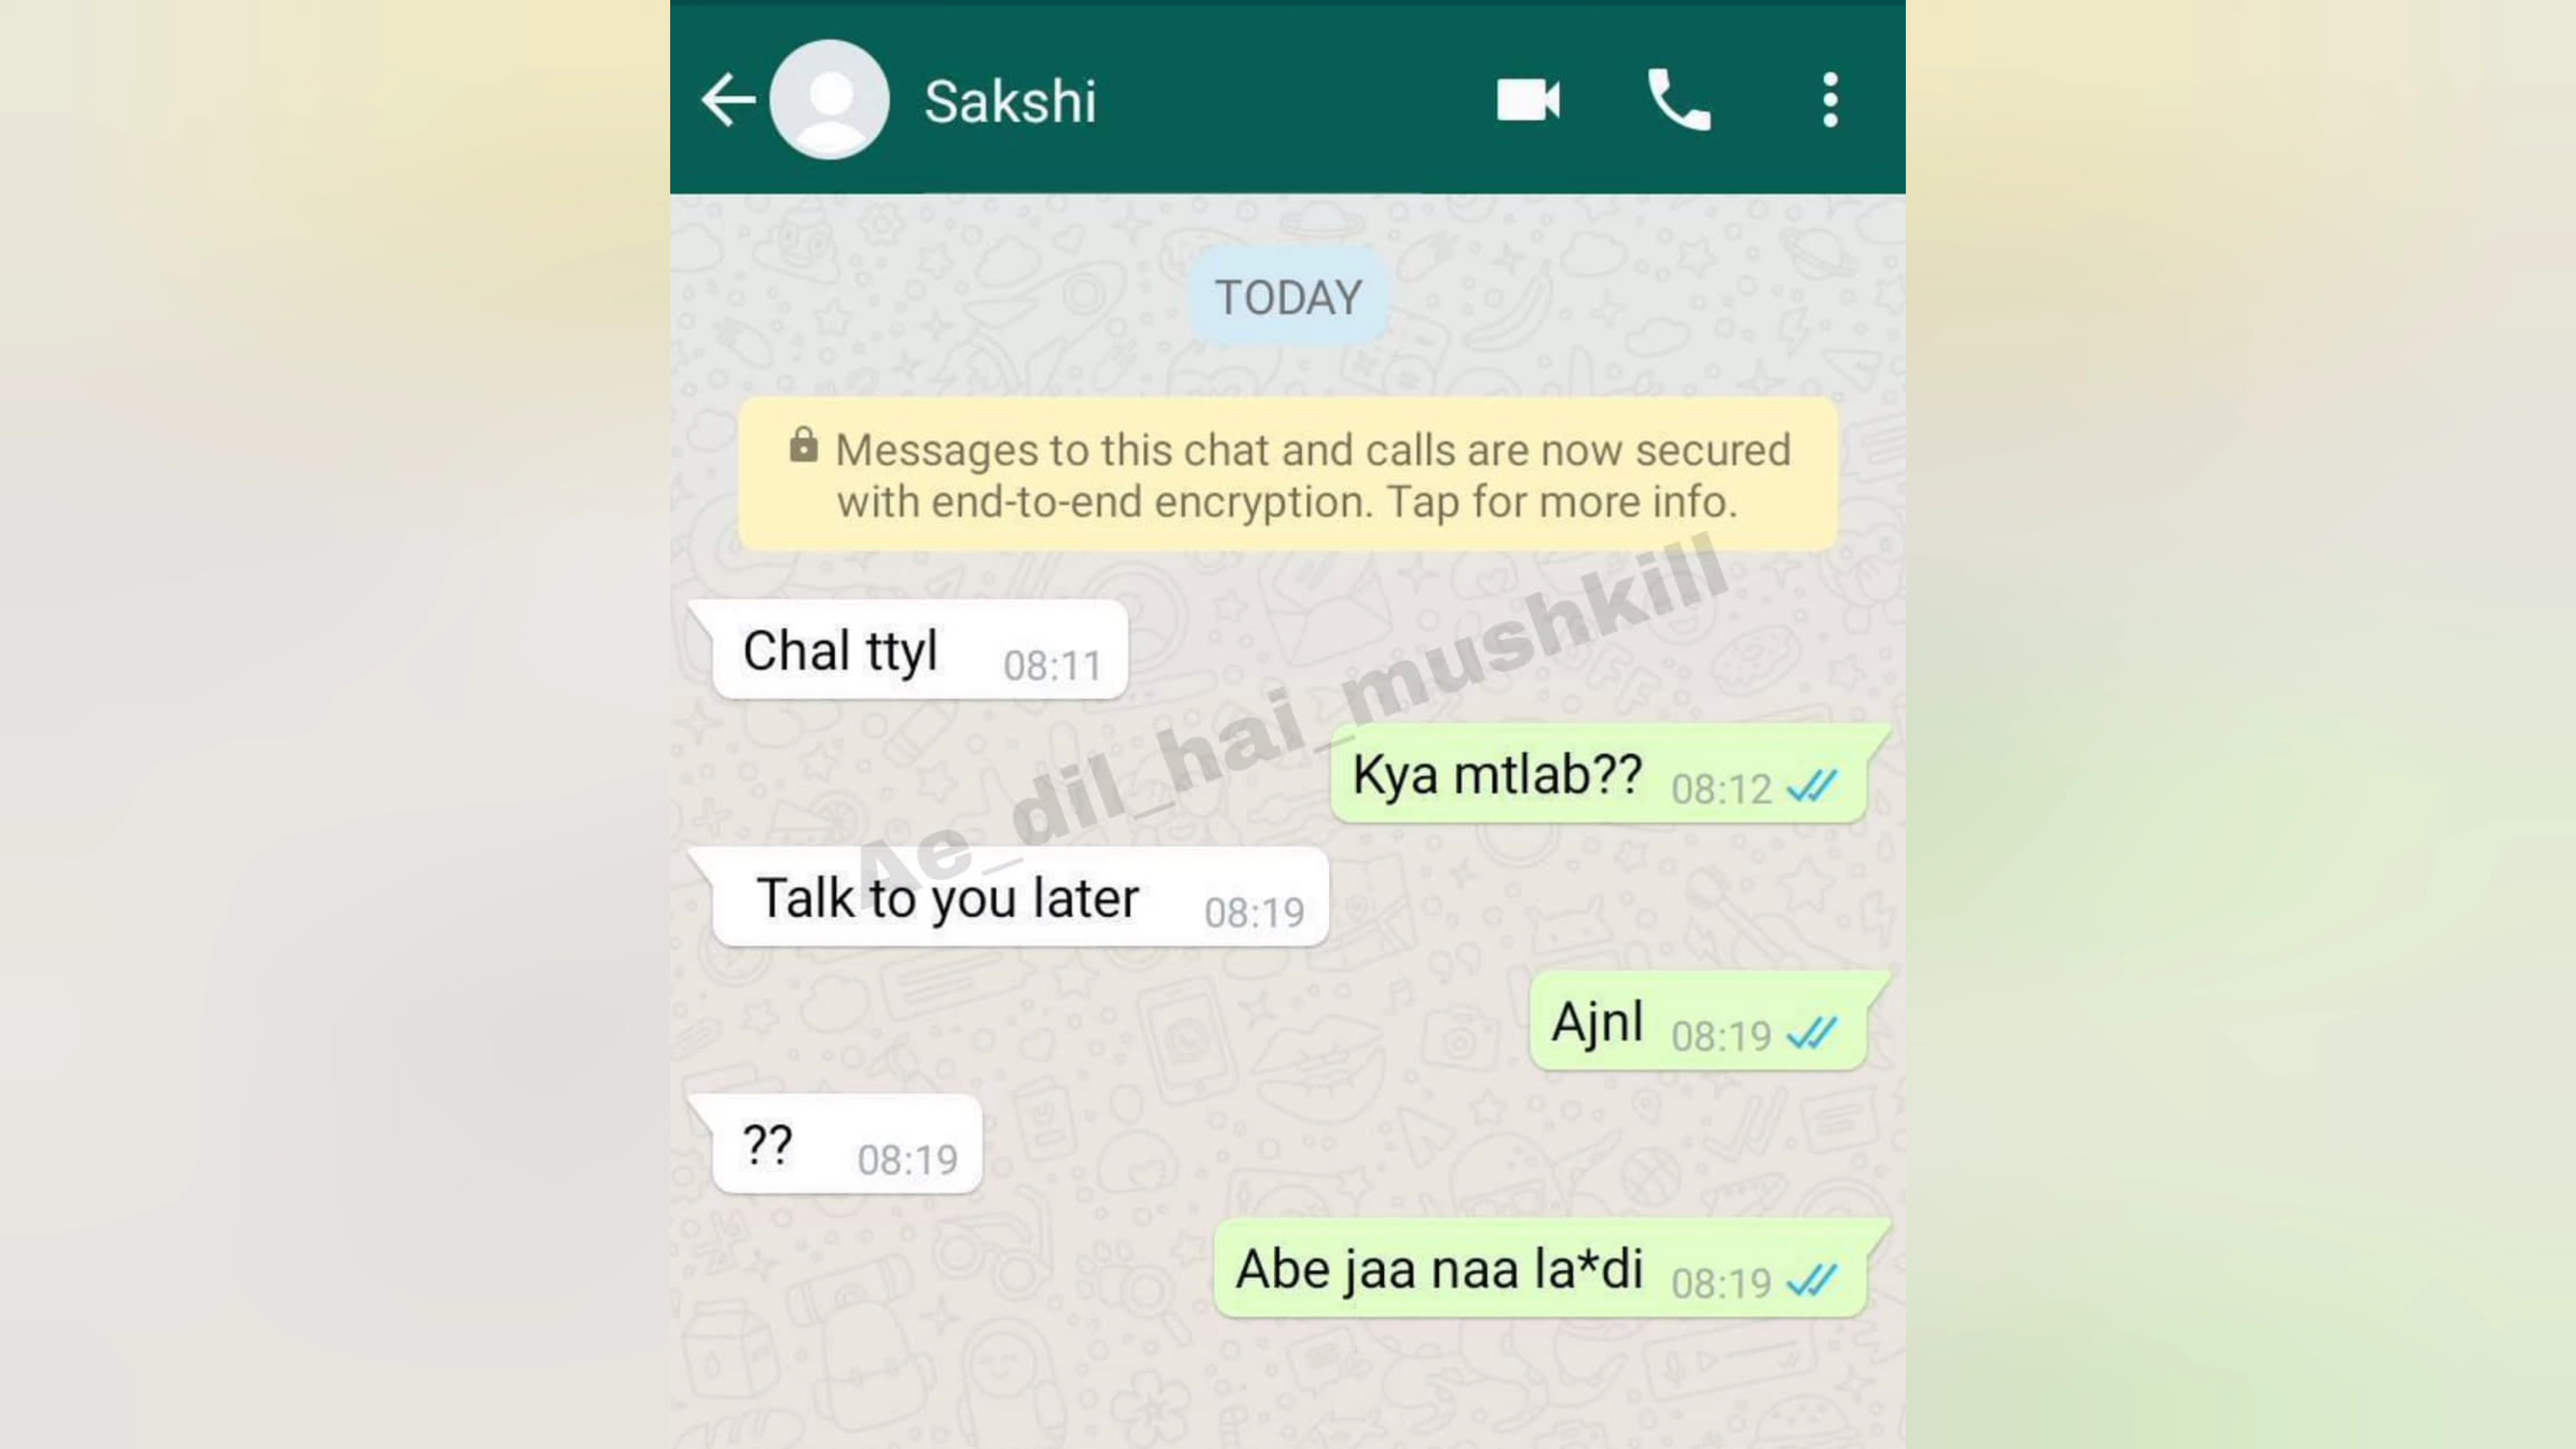 Sakshi
TODAY
Messages to this chat and calls are now secured
with end-to-end encryption. Tap for more info.
Chal ttyl 08:11
Kya mtlab?? 08:12
Ae_dil_hai_mushkill
Talk to you later 08:19
Ajnl 08:19
?? 08:19
Abe jaa naa la*di 08:19